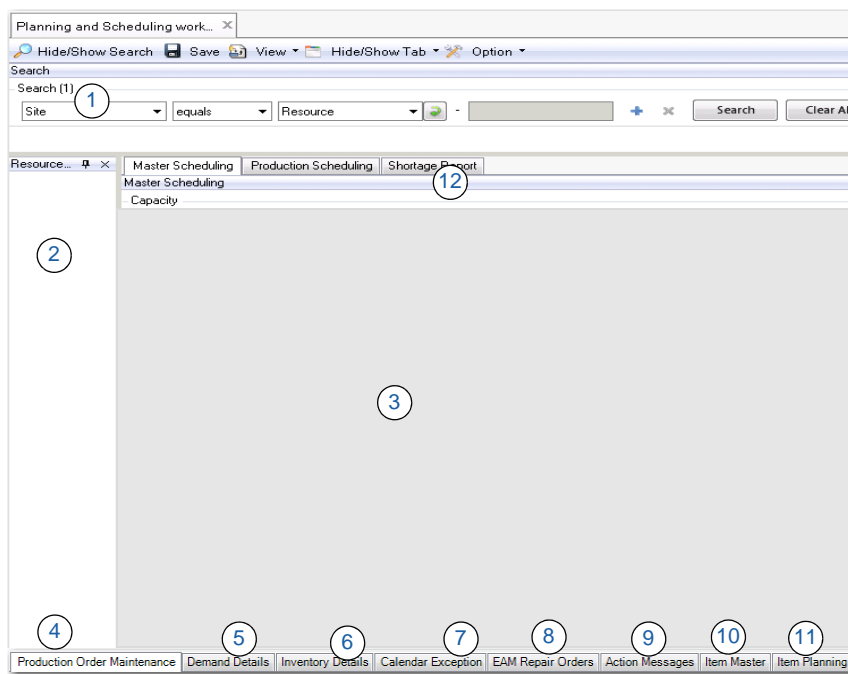 Planning and Scheduling work...
Hide/Show Search Save View Hide/Show Tab Option
Search
Search (1)
1
Site equals Resource - Search Clear Al
Resource... Master Scheduling Production Scheduling Shortage Report
Master Scheduling
12
Capacity
2
3
4 5 6 7 8 9 10 11
Production Order Maintenance Demand Details Inventory Details Calendar Exception EAM Repair Orders Action Messages Item Master Item Planning